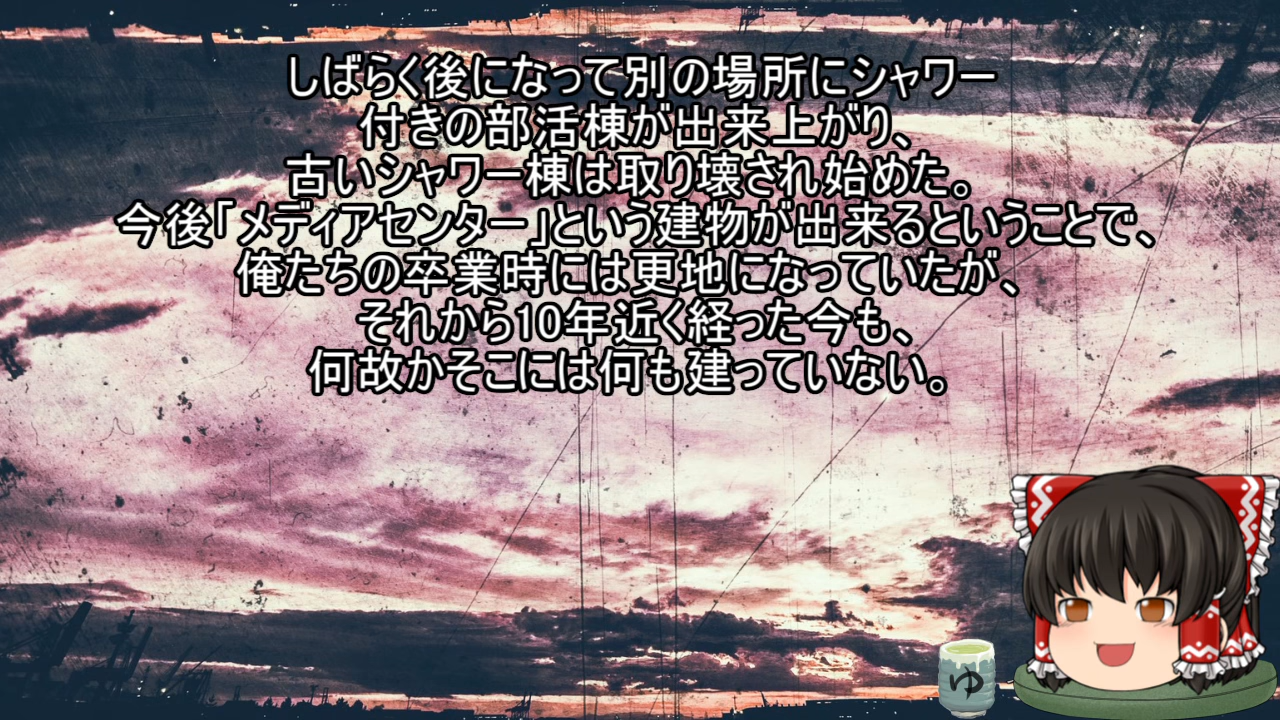 しばらく後になって別の場所にシャワー
付きの部活棟が出来上がり、
古いシャワー棟は取り壊され始めた。
今後「メディアセンター」という建物が出来るということで、
俺たちの卒業時には更地になっていたが、
それから10年近く経った今も、
何故かそこには何も建っていない。
ゆ